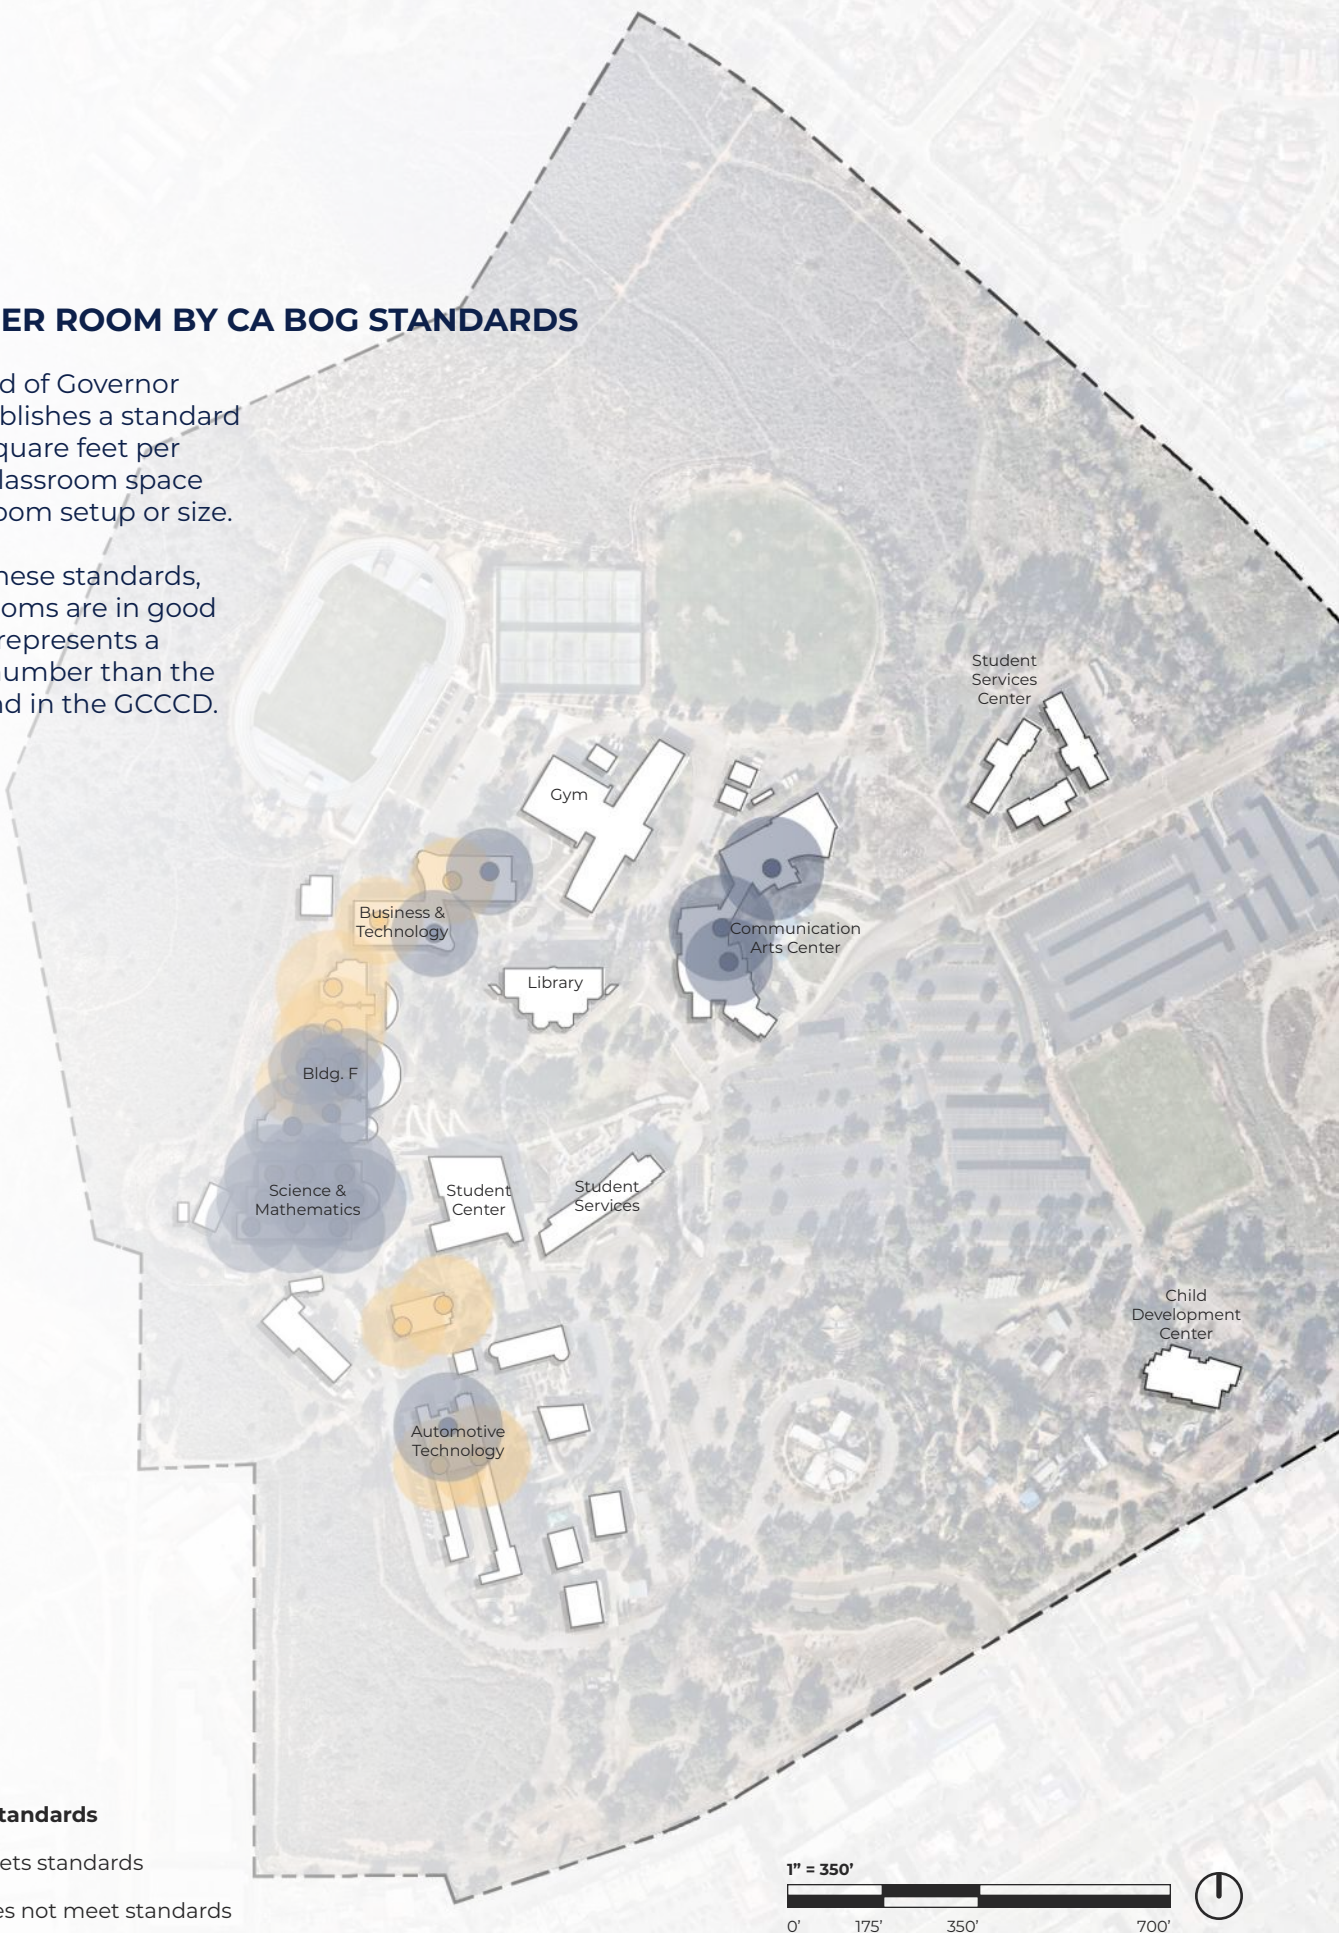 ER ROOM BY CA BOG STANDARDS
d of Governor
blishes a standard
quare feet per
lassroom space
oom setup or size.
hese standards,
ooms are in good
represents a
umber than the
nd in the GCCCD.
Student
Services
Center
Gym
Business &
Technology
Communication
Arts Center
Library
Bldg. F
Science &
Mathematics
Student
Center
Student
Services
Child
Development
Center
Automotive
Technology
tandards
ets standards
es not meet standards
1” = 350’
0’ 175’ 350’ 700’